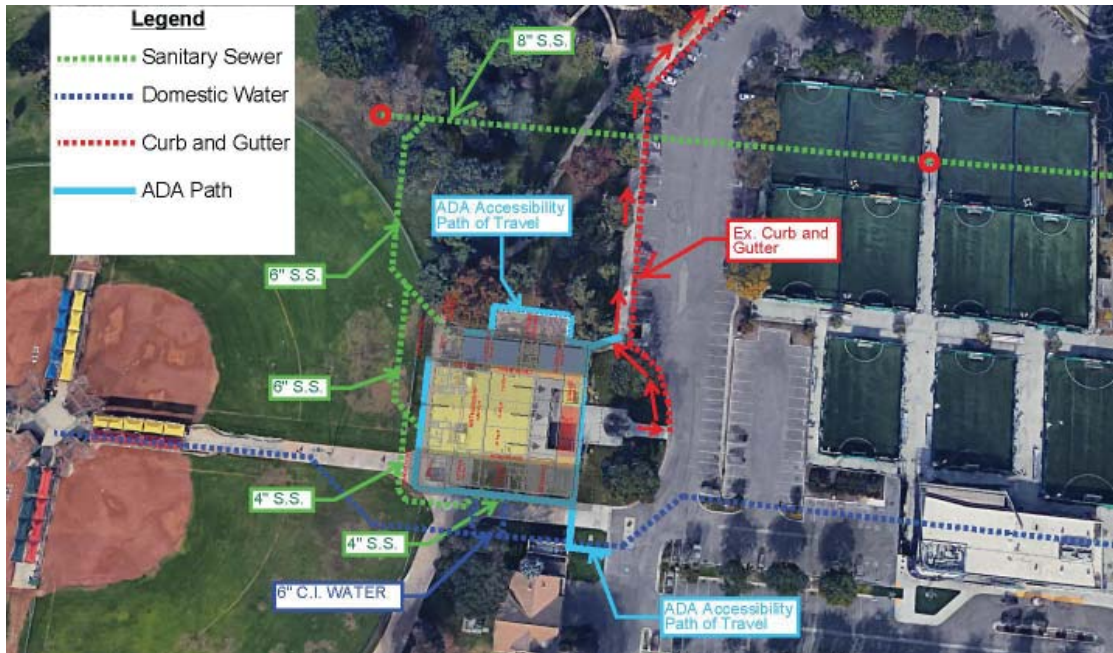 Legend
Sanitary Sewer
Domestic Water
Curb and Gutter
ADA Path
8" S.S.
ADA Accessibility
Path of Travel
Ex. Curb and
Gutter
6" S.S.
6" S.S.
4" S.S.
4" S.S.
6" C.I. WATER
ADA Accessibility
Path of Travel